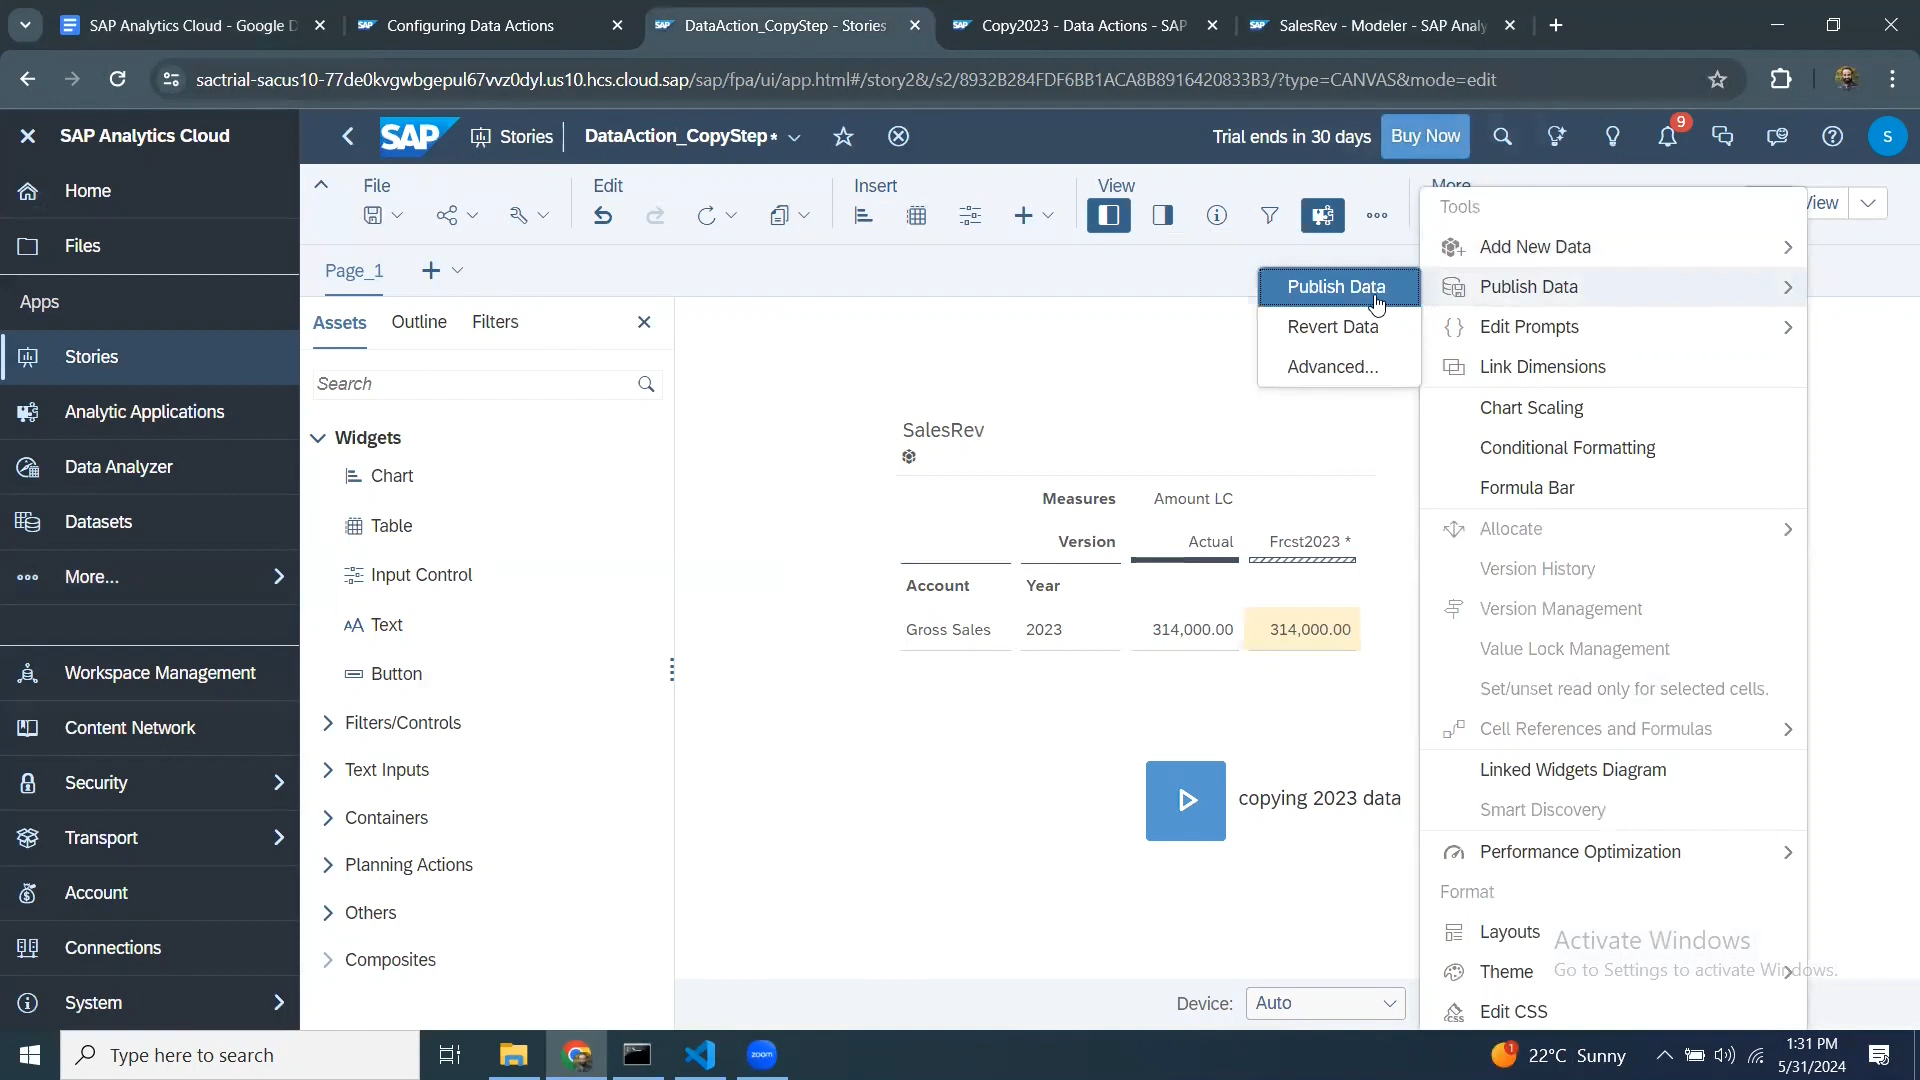 SAP Analytics Cloud - Google D
Configuring Data Actions
DataAction_CopyStep - Stories
Copy2023 - Data Actions - SAP
SalesRev - Modeler - SAP Analy
sactrial-sacus10-77de0kvgwbgepul67vvz0dyl.us10.hcs.cloud.sap/sap/fpa/ui/app.html#/story2&/s2/8932B284FDF6BB1ACA8B8916420833B3/?type=CANVAS&mode=edit
SAP Analytics Cloud
SAP
Stories
DataAction_CopyStep*
Trial ends in 30 days
Buy Now
9
S
Home
Files
Apps
Stories
Analytic Applications
Data Analyzer
Datasets
More...
Workspace Management
Content Network
Security
Transport
Account
Connections
System
File
Edit
Insert
View
More
View
Page_1
Assets
Outline
Filters
Search
Widgets
Chart
Table
Input Control
Text
Button
Filters/Controls
Text Inputs
Containers
Planning Actions
Others
Composites
SalesRev
Measures Amount LC
Version Actual Frcst2023 *
Account Year
Gross Sales 2023 314,000.00 314,000.00
copying 2023 data
Device: Auto
Publish Data
Revert Data
Advanced...
Tools
Add New Data
Publish Data
Edit Prompts
Link Dimensions
Chart Scaling
Conditional Formatting
Formula Bar
Allocate
Version History
Version Management
Value Lock Management
Set/unset read only for selected cells.
Cell References and Formulas
Linked Widgets Diagram
Smart Discovery
Performance Optimization
Format
Layouts
Theme
Edit CSS
Activate Windows
Go to Settings to activate Windows.
Type here to search
zoom
1
22°C Sunny
1:31 PM
5/31/2024